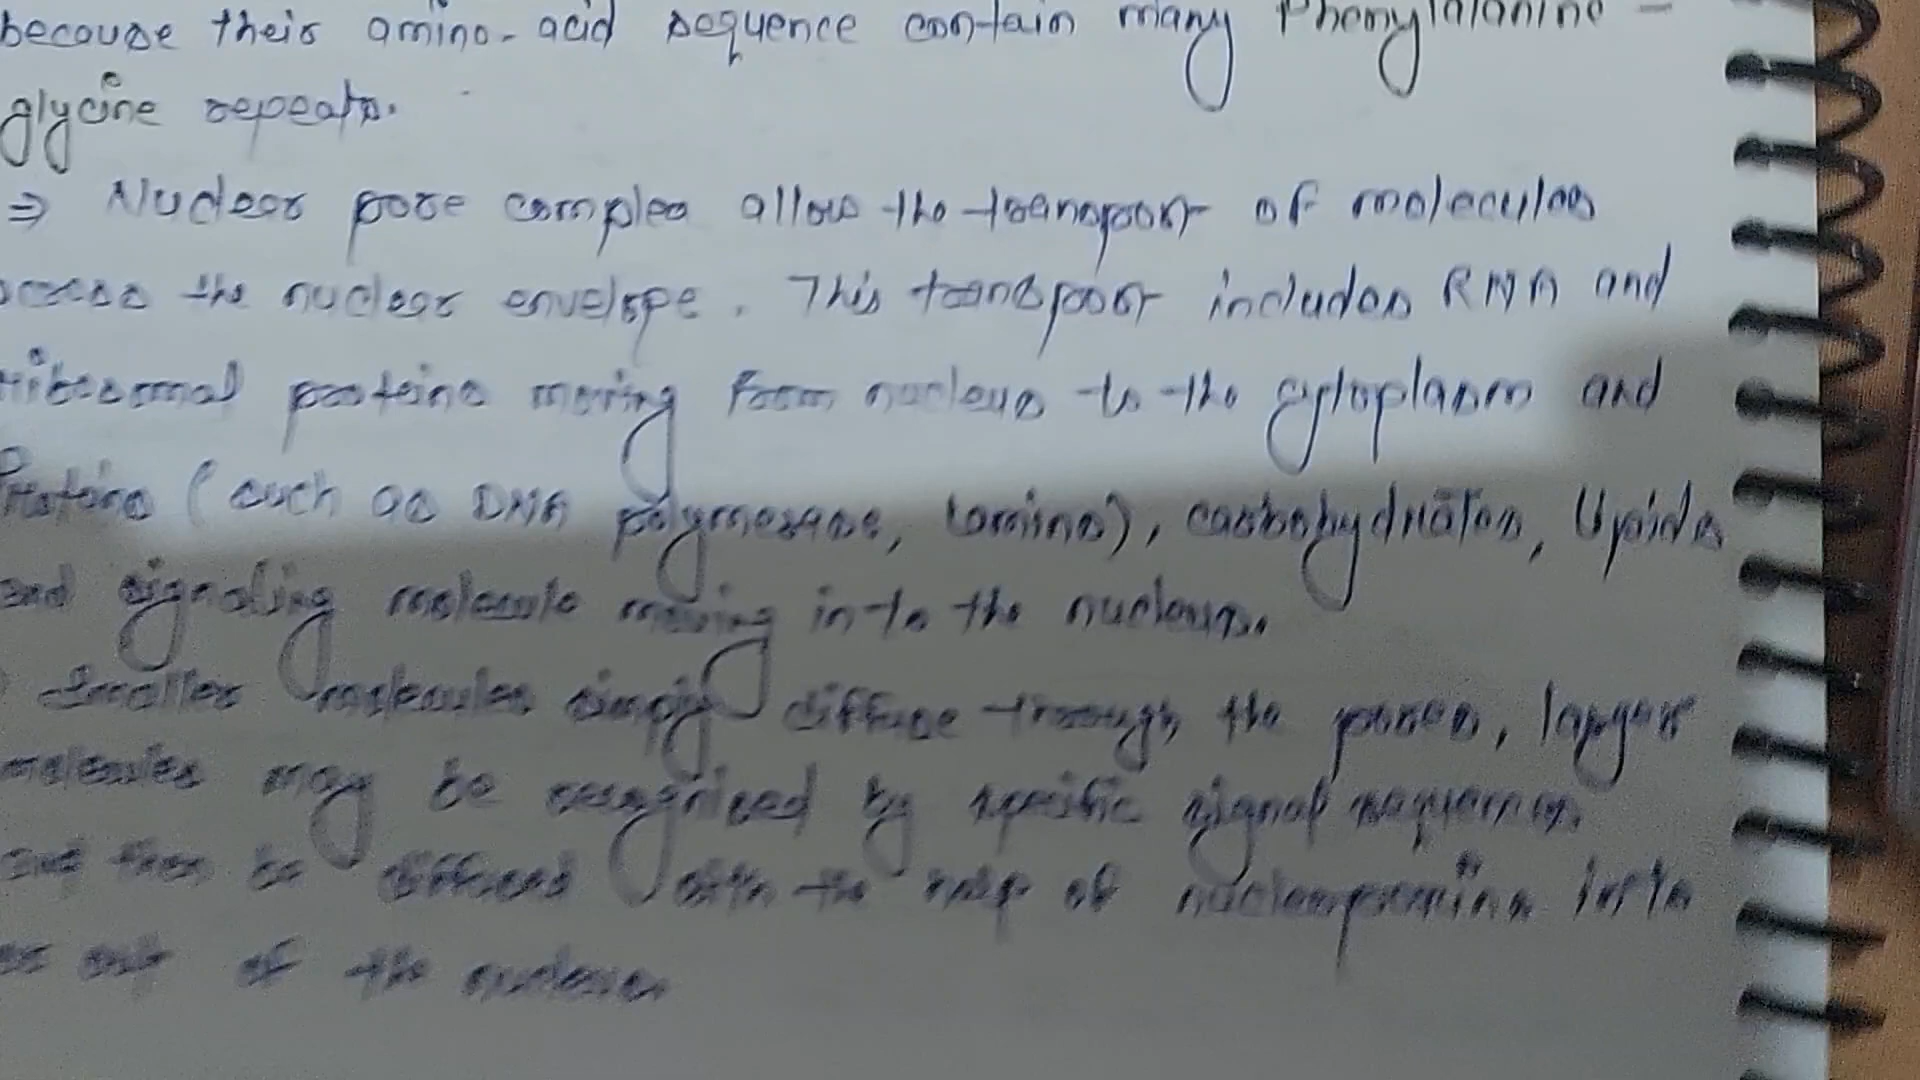 because their amino-acid sequence contain many Phenylalanine -
glycine repeats.
⇒ Nuclear pore complex allow the transport of molecules
across the nuclear envelope. This transport includes RNA and
ribosomal proteins moving from nucleus to the cytoplasm and
Proteins (such as DNA polymerase, lamins), carbohydrates, lipids
and signaling molecule moving into the nucleus.
Smaller molecules simply diffuse through the pores, larger
molecules may be recognized by specific signal sequences
and then be diffused with the help of nucleoporins into
or out of the nucleus